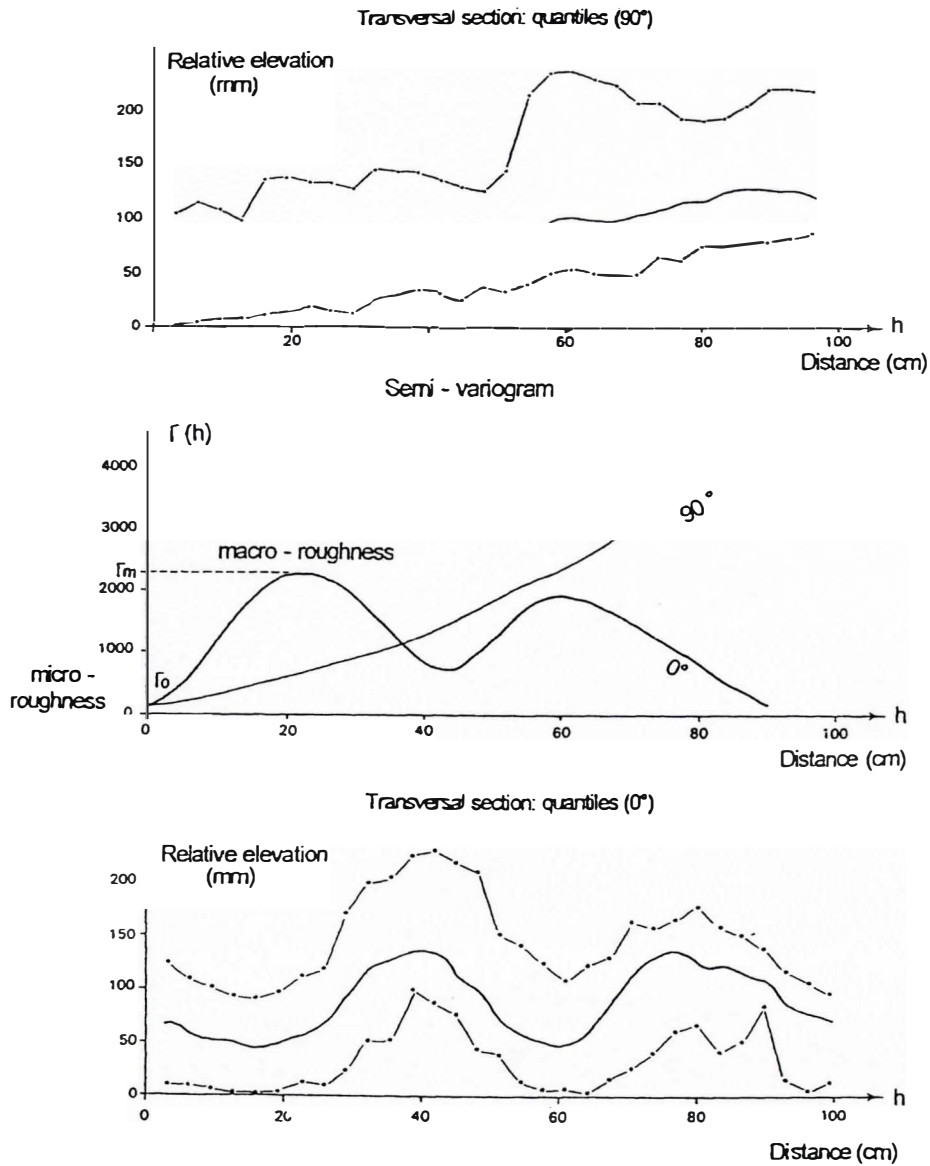 Transversal section: quantiles (90°)
Relative elevation
(mm)
200
150
100
50
0
20
60
80
100
h
Distance (cm)
Semi - variogram
Γ (h)
4000
3000
2000
1000
0
Γm
macro - roughness
90°
0°
Γo
micro -
roughness
0
20
40
60
80
100
h
Distance (cm)
Transversal section: quantiles (0°)
Relative elevation
(mm)
200
150
100
50
0
0
20
40
60
80
100
h
Distance (cm)